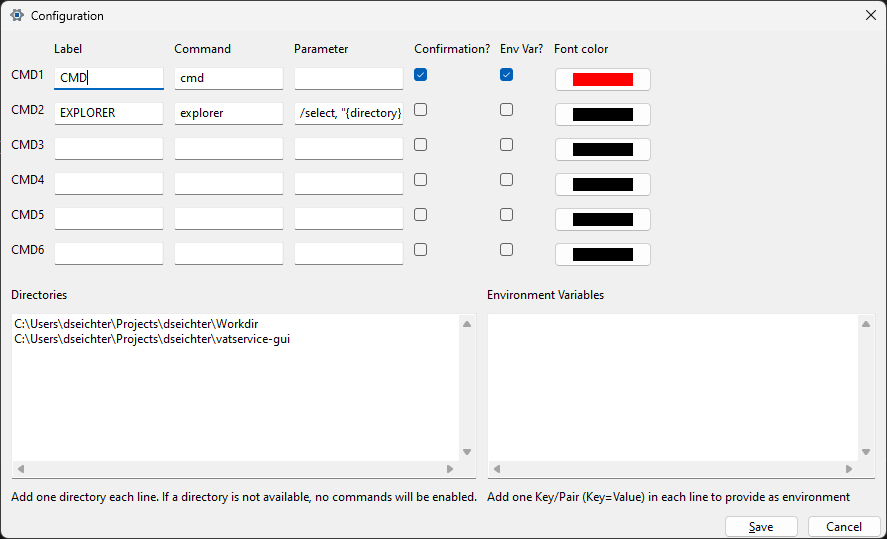 Configuration
Label Command Parameter Confirmation? Env Var? Font color
CMD1 CMD cmd
CMD2 EXPLORER explorer /select, "{directory}
CMD3
CMD4
CMD5
CMD6
Directories Environment Variables
C:\Users\dseichter\Projects\dseichter\Workdir
C:\Users\dseichter\Projects\dseichter\vatservice-gui
Add one directory each line. If a directory is not available, no commands will be enabled. Add one Key/Pair (Key=Value) in each line to provide as environment
Save Cancel